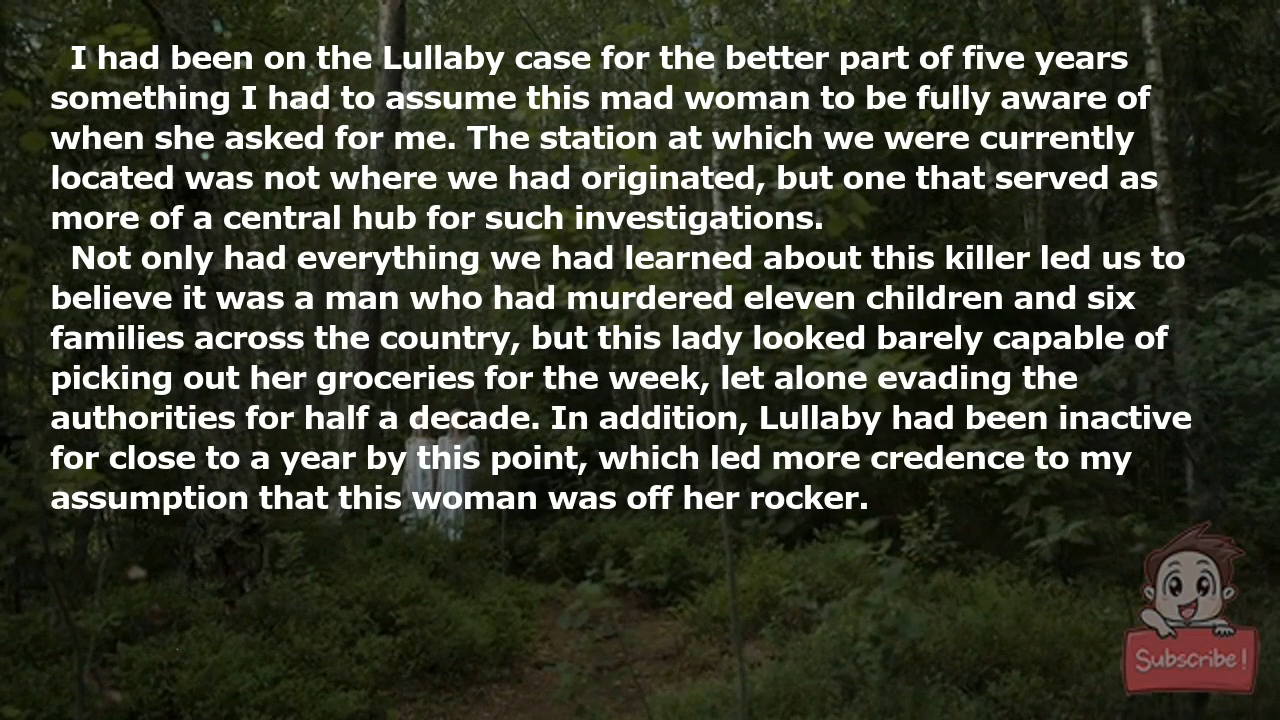 I had been on the Lullaby case for the better part of five years
something I had to assume this mad woman to be fully aware of
when she asked for me. The station at which we were currently
located was not where we had originated, but one that served as
more of a central hub for such investigations.
Not only had everything we had learned about this killer led us to
believe it was a man who had murdered eleven children and six
families across the country, but this lady looked barely capable of
picking out her groceries for the week, let alone evading the
authorities for half a decade. In addition, Lullaby had been inactive
for close to a year by this point, which led more credence to my
assumption that this woman was off her rocker.
Subscribe!